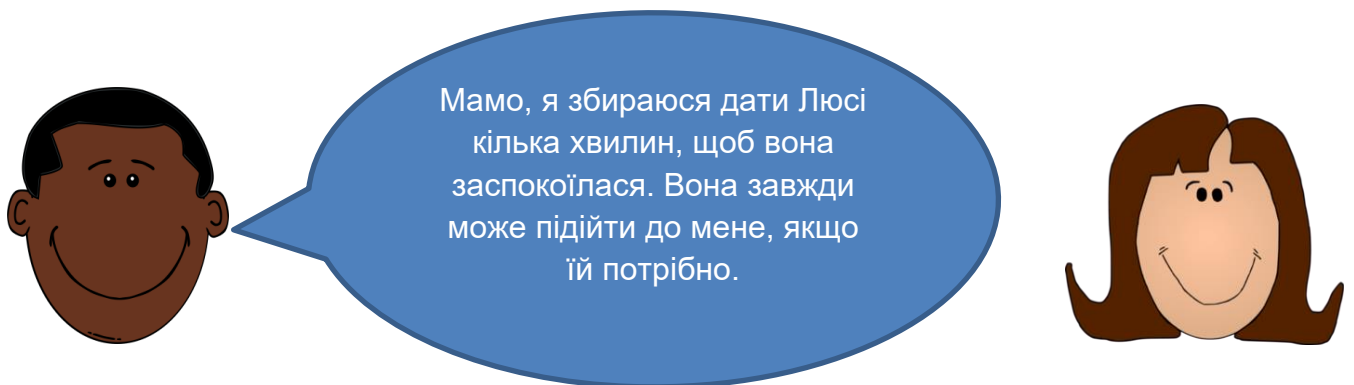 Мамо, я збираюся дати Люсі
кілька хвилин, щоб вона
заспокоїлася. Вона завжди
може підійти до мене, якщо
їй потрібно.